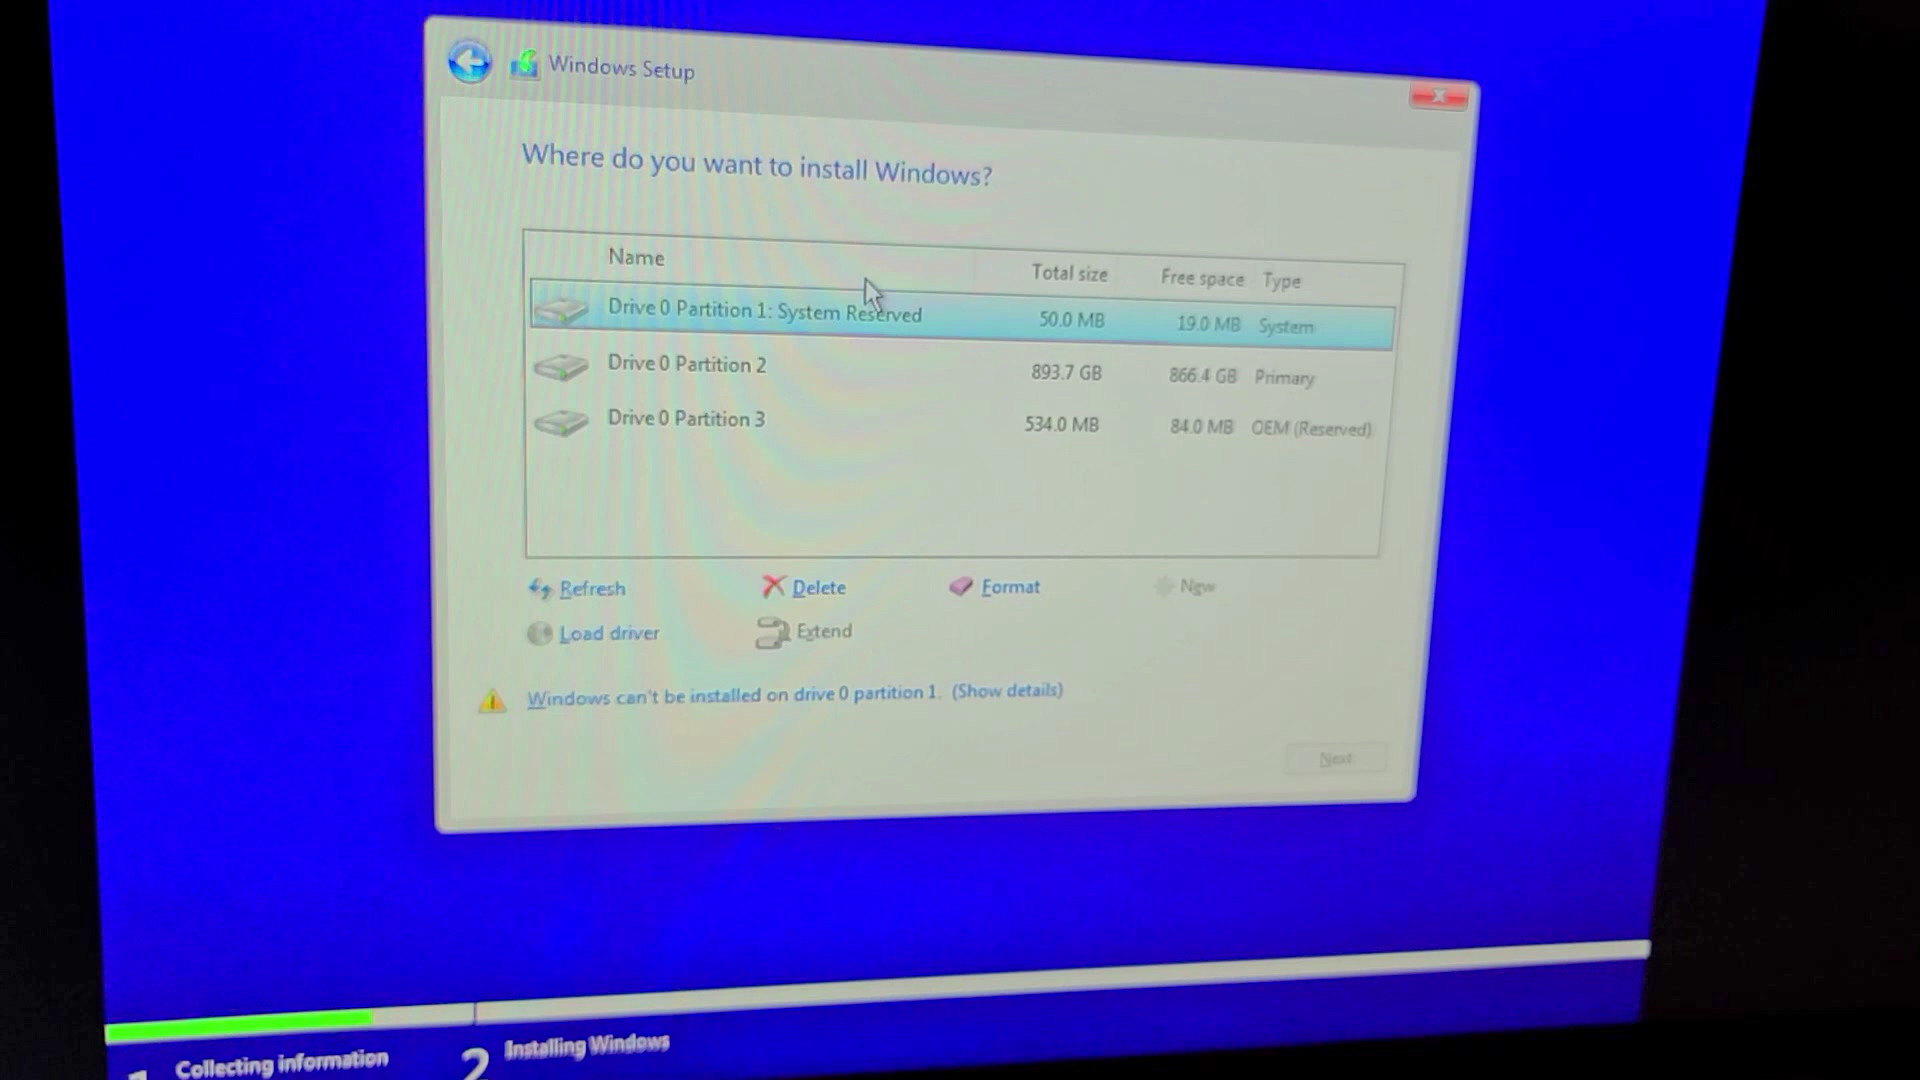 Windows Setup
Where do you want to install Windows?
Name Total size Free space Type
Drive 0 Partition 1: System Reserved 50.0 MB 19.0 MB System
Drive 0 Partition 2 893.7 GB 866.4 GB Primary
Drive 0 Partition 3 534.0 MB 84.0 MB OEM (Reserved)
Refresh Delete Format New
Load driver Extend
Windows can't be installed on drive 0 partition 1. (Show details)
Next
Collecting information 2 Installing Windows